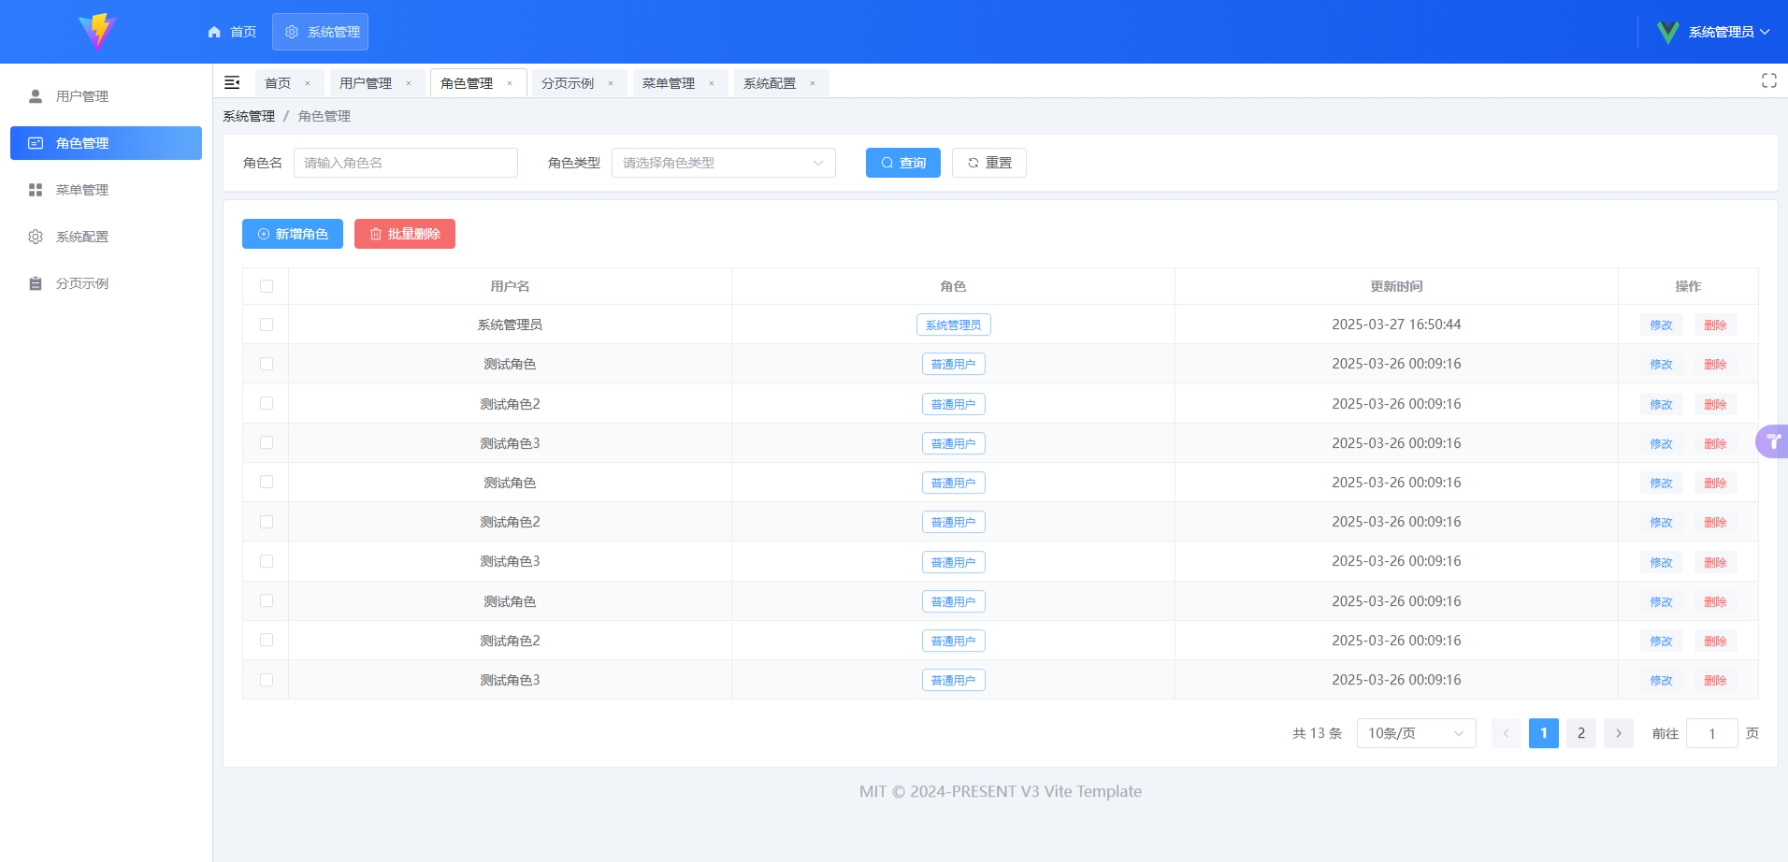 首页 系统管理 系统管理员
首页 × 用户管理 × 角色管理 × 分页示例 × 菜单管理 × 系统配置 ×
用户管理
角色管理
菜单管理
系统配置
分页示例
系统管理 / 角色管理
角色名 请输入角色名 角色类型 请选择角色类型 查询 重置
新增角色 批量删除
用户名 角色 更新时间 操作
系统管理员 系统管理员 2025-03-27 16:50:44 修改 删除
测试角色 普通用户 2025-03-26 00:09:16 修改 删除
测试角色2 普通用户 2025-03-26 00:09:16 修改 删除
测试角色3 普通用户 2025-03-26 00:09:16 修改 删除
测试角色 普通用户 2025-03-26 00:09:16 修改 删除
测试角色2 普通用户 2025-03-26 00:09:16 修改 删除
测试角色3 普通用户 2025-03-26 00:09:16 修改 删除
测试角色 普通用户 2025-03-26 00:09:16 修改 删除
测试角色2 普通用户 2025-03-26 00:09:16 修改 删除
测试角色3 普通用户 2025-03-26 00:09:16 修改 删除
共 13 条 10条/页 1 2 前往 1 页
MIT © 2024-PRESENT V3 Vite Template